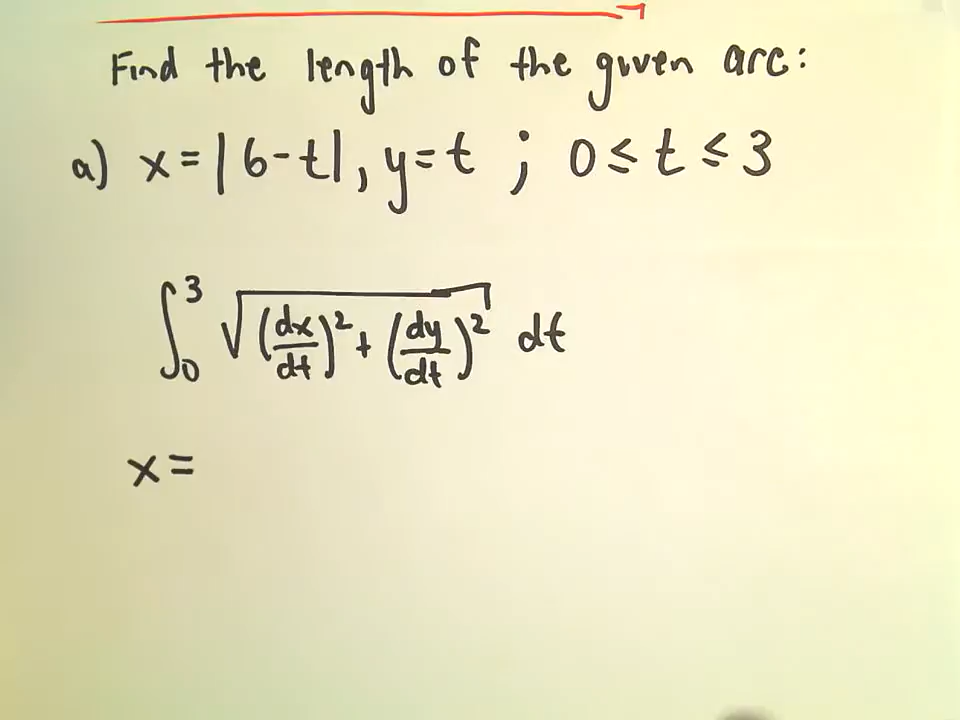 Find the length of the given arc:
a) x = |6-t|, y = t ; 0 ≤ t ≤ 3
∫₀³ √((dx/dt)² + (dy/dt)²) dt
x =